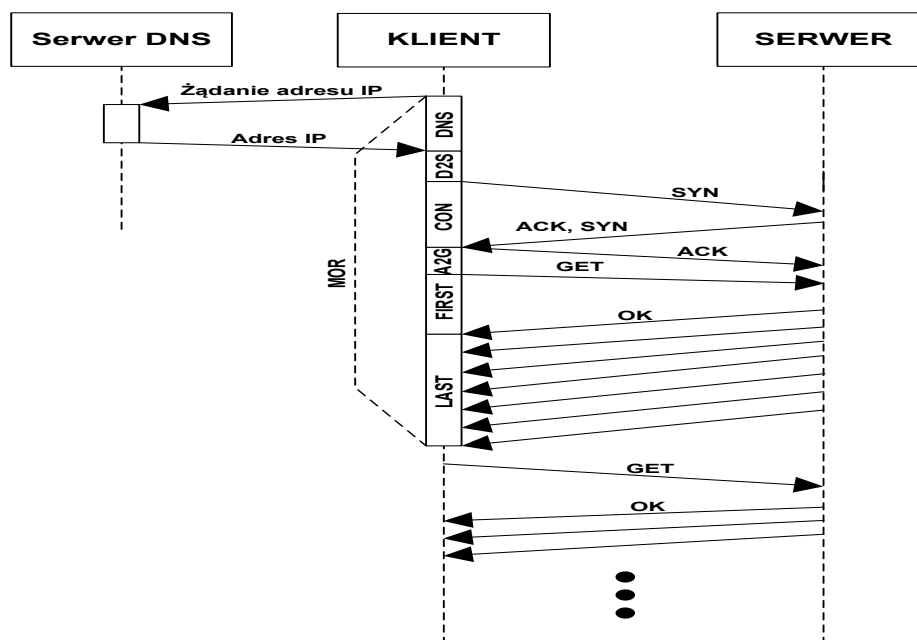 Serwer DNS
KLIENT
SERWER
Żądanie adresu IP
DNS
Adres IP
D2S
SYN
CON
ACK, SYN
ACK
A2G
GET
MOR
FIRST
OK
LAST
GET
OK